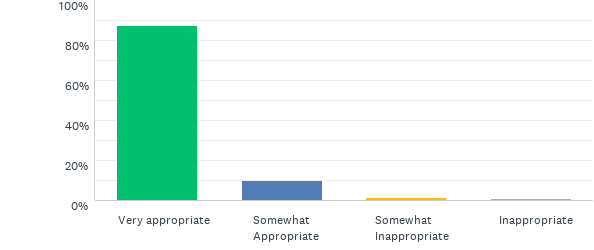 100%
80%
60%
40%
20%
0%
Very appropriate
Somewhat
Appropriate
Somewhat
Inappropriate
Inappropriate